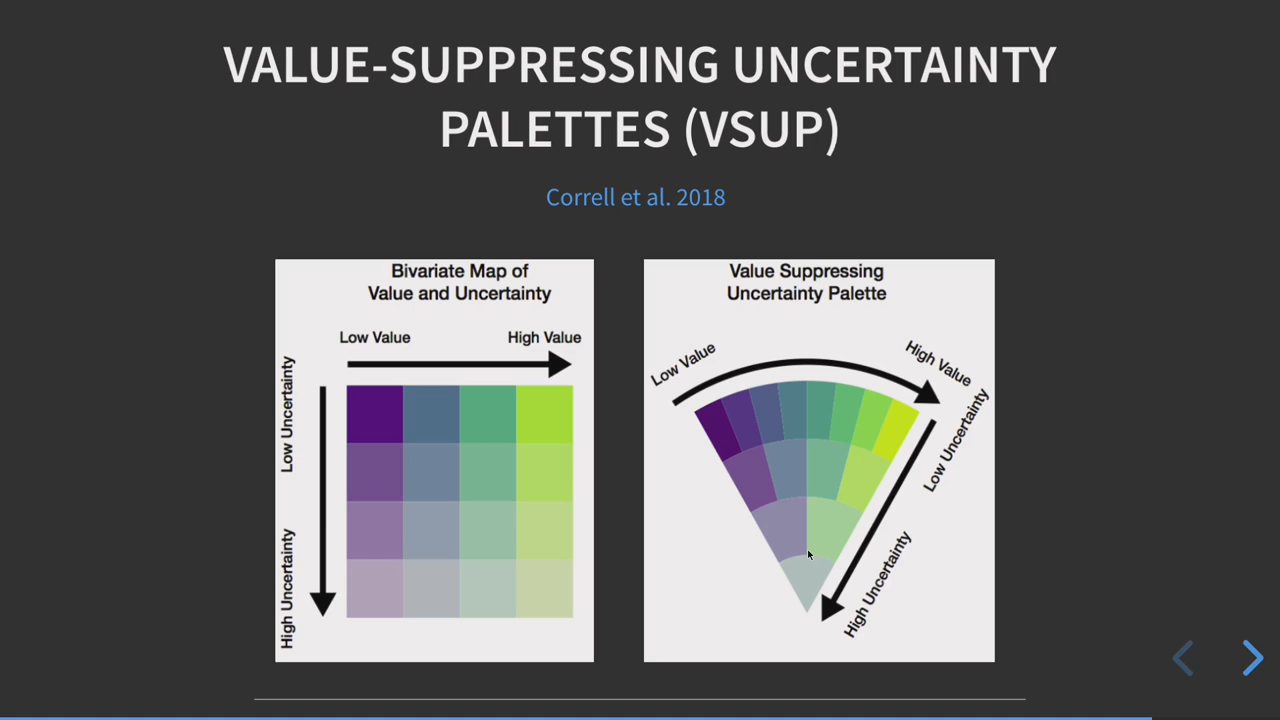 VALUE-SUPPRESSING UNCERTAINTY
PALETTES (VSUP)
Correll et al. 2018
Bivariate Map of
Value and Uncertainty
Low Value
High Value
Low Uncertainty
High Uncertainty
Value Suppressing
Uncertainty Palette
Low Value
High Value
Low Uncertainty
High Uncertainty